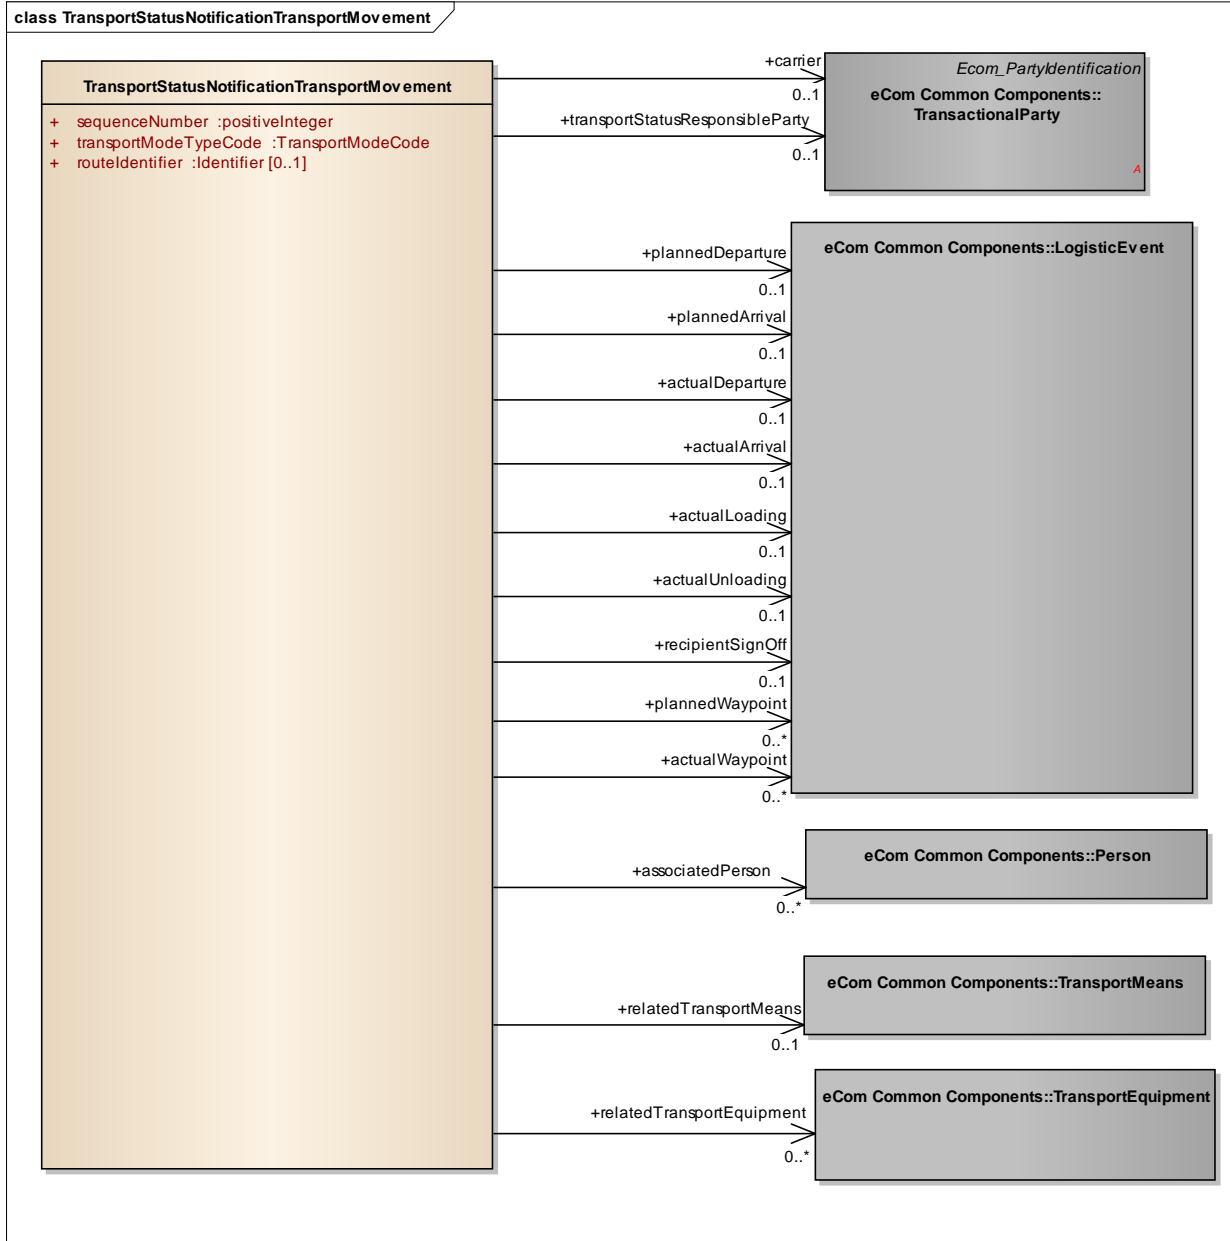 class TransportStatusNotificationTransportMovement
TransportStatusNotificationTransportMovement
+ sequenceNumber :positiveInteger
+ transportModeTypeCode :TransportModeCode
+ routeIdentifier :Identifier [0..1]
+carrier
0..1
+transportStatusResponsibleParty
0..1
Ecom_PartyIdentification
eCom Common Components::
TransactionalParty
A
eCom Common Components::LogisticEvent
+plannedDeparture
0..1
+plannedArrival
0..1
+actualDeparture
0..1
+actualArrival
0..1
+actualLoading
0..1
+actualUnloading
0..1
+recipientSignOff
0..1
+plannedWaypoint
0..*
+actualWaypoint
0..*
+associatedPerson
0..*
eCom Common Components::Person
+relatedTransportMeans
0..1
eCom Common Components::TransportMeans
+relatedTransportEquipment
0..*
eCom Common Components::TransportEquipment